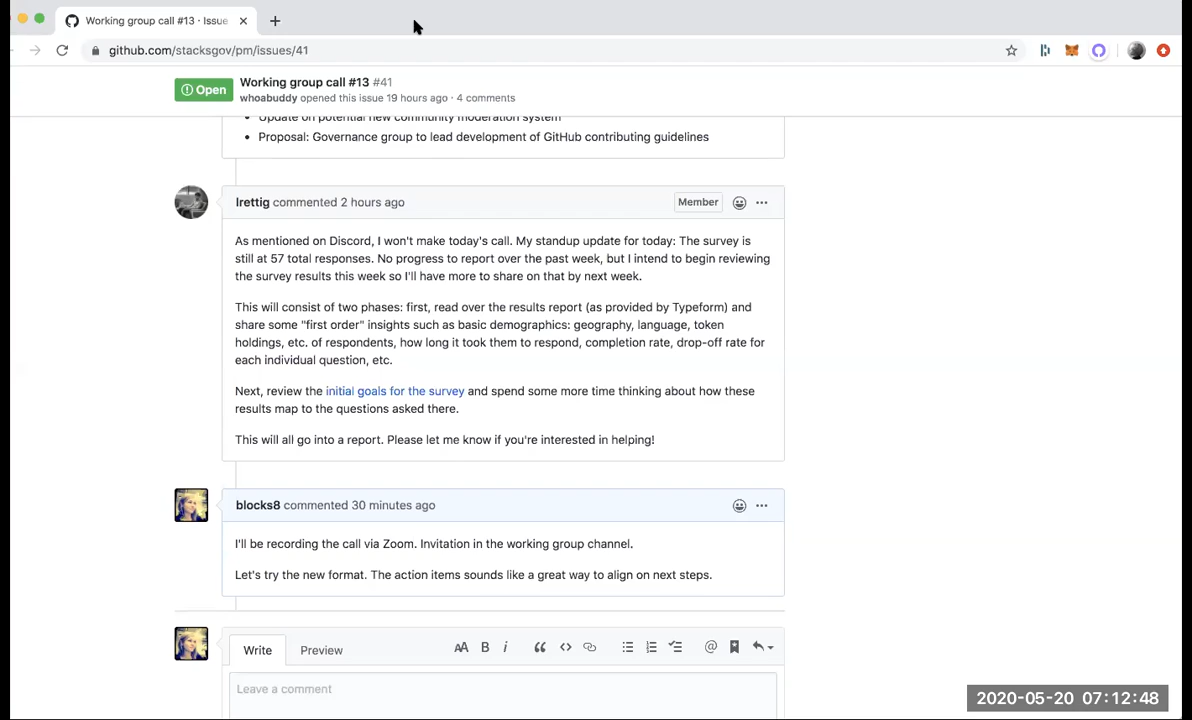 Working group call #13 · Issue
github.com/stacksgov/pm/issues/41
Open
Working group call #13 #41
whoabuddy opened this issue 19 hours ago · 4 comments
Update on potential new community moderation system
Proposal: Governance group to lead development of GitHub contributing guidelines
lrettig commented 2 hours ago
Member
As mentioned on Discord, I won't make today's call. My standup update for today: The survey is
still at 57 total responses. No progress to report over the past week, but I intend to begin reviewing
the survey results this week so I'll have more to share on that by next week.
This will consist of two phases: first, read over the results report (as provided by Typeform) and
share some "first order" insights such as basic demographics: geography, language, token
holdings, etc. of respondents, how long it took them to respond, completion rate, drop-off rate for
each individual question, etc.
Next, review the initial goals for the survey and spend some more time thinking about how these
results map to the questions asked there.
This will all go into a report. Please let me know if you're interested in helping!
blocks8 commented 30 minutes ago
I'll be recording the call via Zoom. Invitation in the working group channel.
Let's try the new format. The action items sounds like a great way to align on next steps.
Write
Preview
Leave a comment
2020-05-20 07:12:48